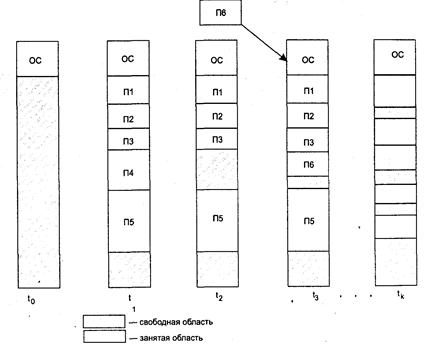 П6
ОС ОС ОС ОС ОС
П1 П1 П1
П2 П2 П2
П3 П3 П3
П4 П6
П5 П5 П5
t0 t1 t2 t3 . . . tk
— свободная область
— занятая область